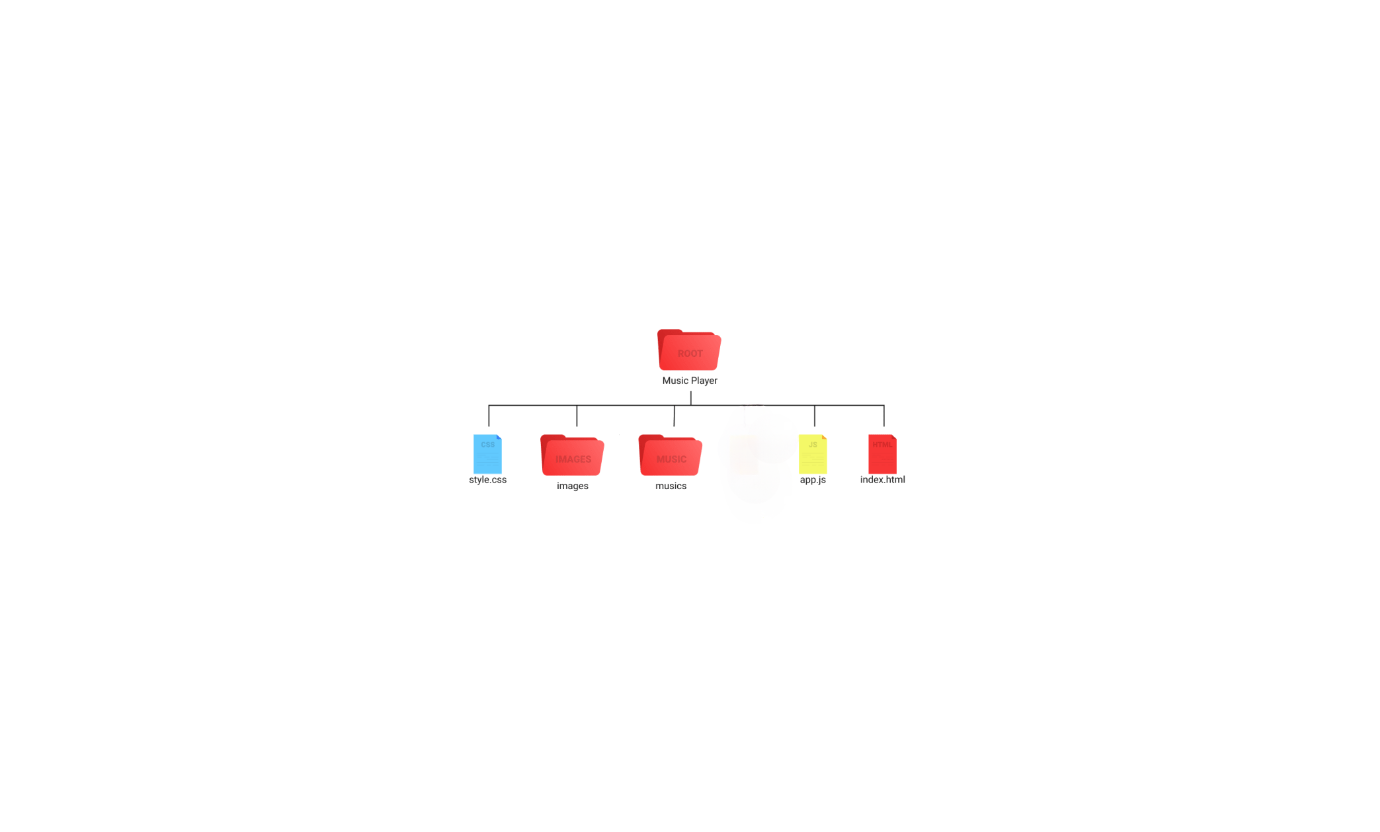 ROOT
Music Player
CSS
IMAGES
MUSIC
JS
HTML
style.css
images
musics
app.js
index.html